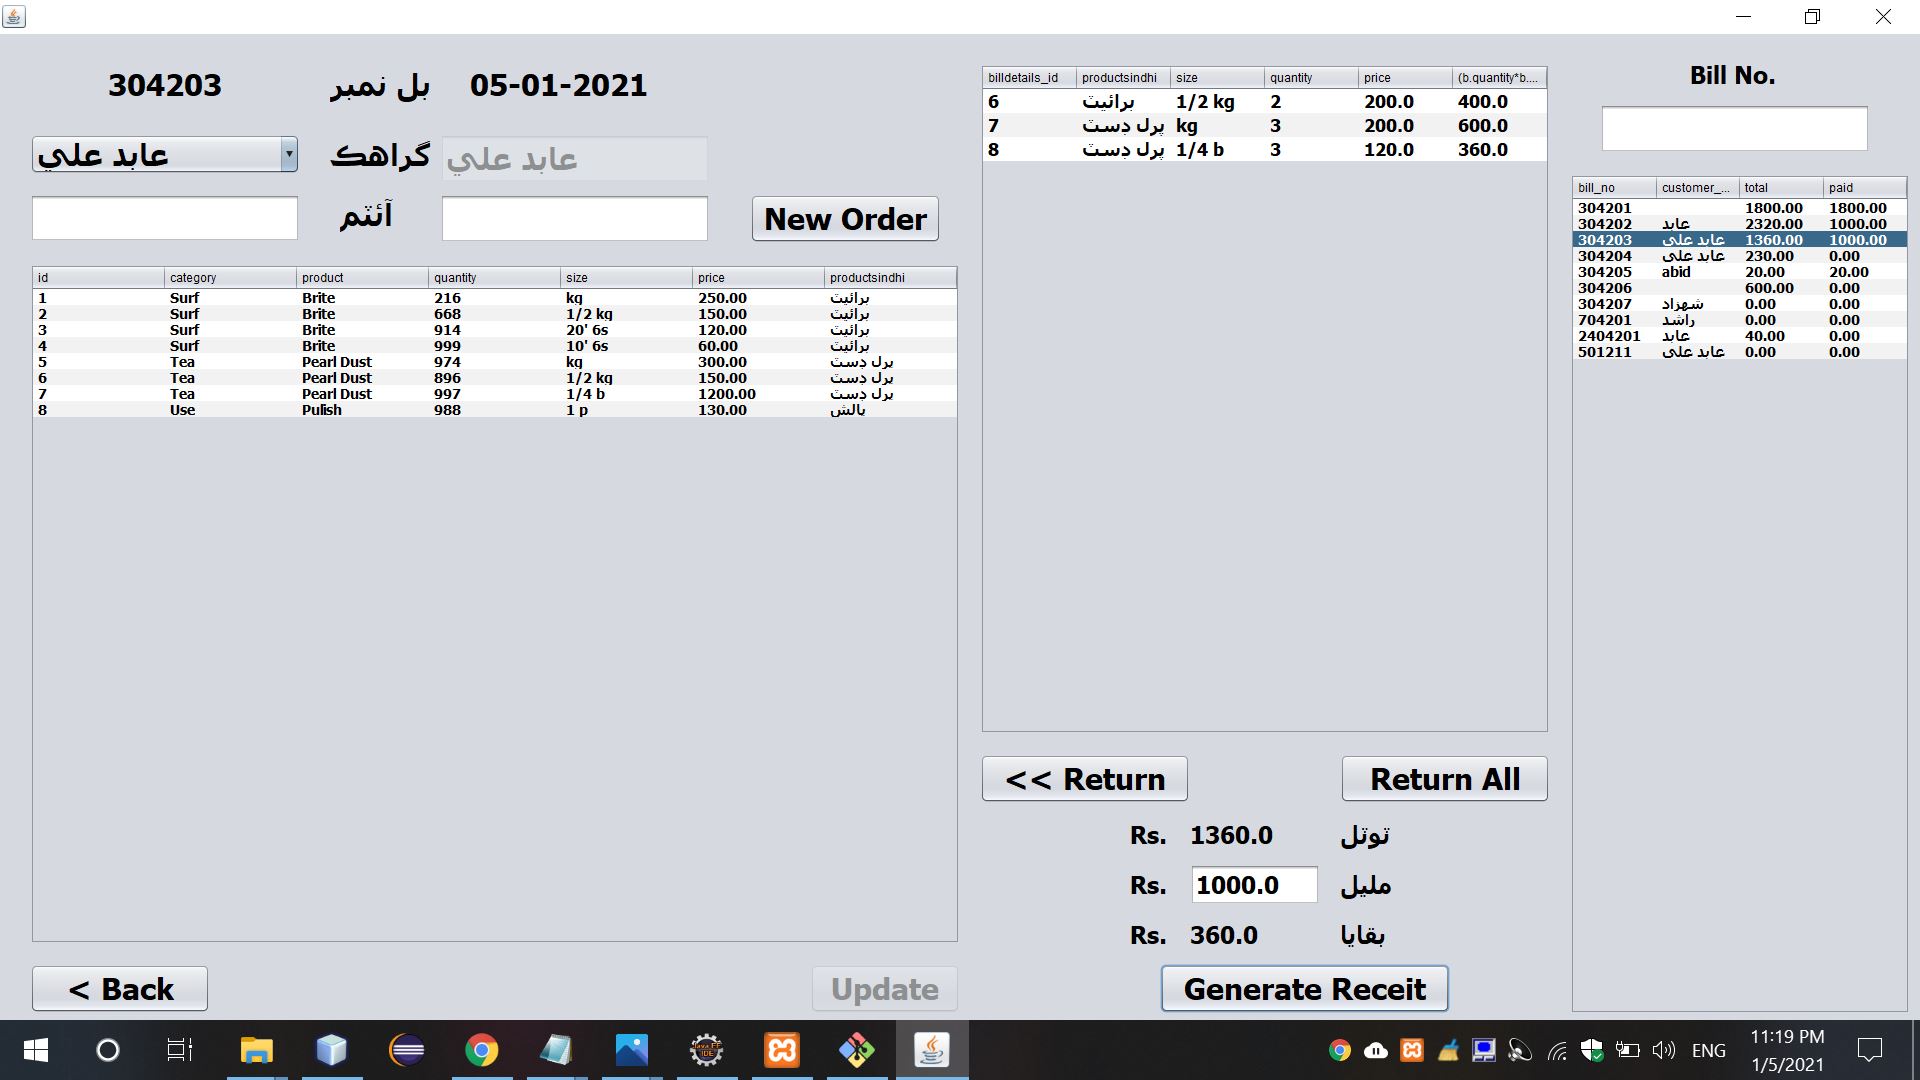 304203 بل نمبر 05-01-2021
عابد علي گراهڪ عابد علي
آئٽم
New Order
id category product quantity size price productsindhi
1 Surf Brite 216 kg 250.00 برائيٽ
2 Surf Brite 668 1/2 kg 150.00 برائيٽ
3 Surf Brite 914 20' 6s 120.00 برائيٽ
4 Surf Brite 999 10' 6s 60.00 برائيٽ
5 Tea Pearl Dust 974 kg 300.00 پرل ڊسٽ
6 Tea Pearl Dust 896 1/2 kg 150.00 پرل ڊسٽ
7 Tea Pearl Dust 997 1/4 b 1200.00 پرل ڊسٽ
8 Use Pulish 988 1 p 130.00 پالش
< Back
Update
billdetails_id productsindhi size quantity price (b.quantity*b....
6 برائيٽ 1/2 kg 2 200.0 400.0
7 پرل ڊسٽ kg 3 200.0 600.0
8 پرل ڊسٽ 1/4 b 3 120.0 360.0
<< Return
Return All
Rs. 1360.0 ٽوٽل
Rs. 1000.0 مليل
Rs. 360.0 بقايا
Generate Receit
Bill No.
bill_no customer_... total paid
304201 1800.00 1800.00
304202 عابد 2320.00 1000.00
304203 عابد علي 1360.00 1000.00
304204 عابد علي 230.00 0.00
304205 abid 20.00 20.00
304206 600.00 0.00
304207 شهزاد 0.00 0.00
704201 راشد 0.00 0.00
2404201 عابد 40.00 0.00
501211 عابد علي 0.00 0.00
ENG
11:19 PM
1/5/2021